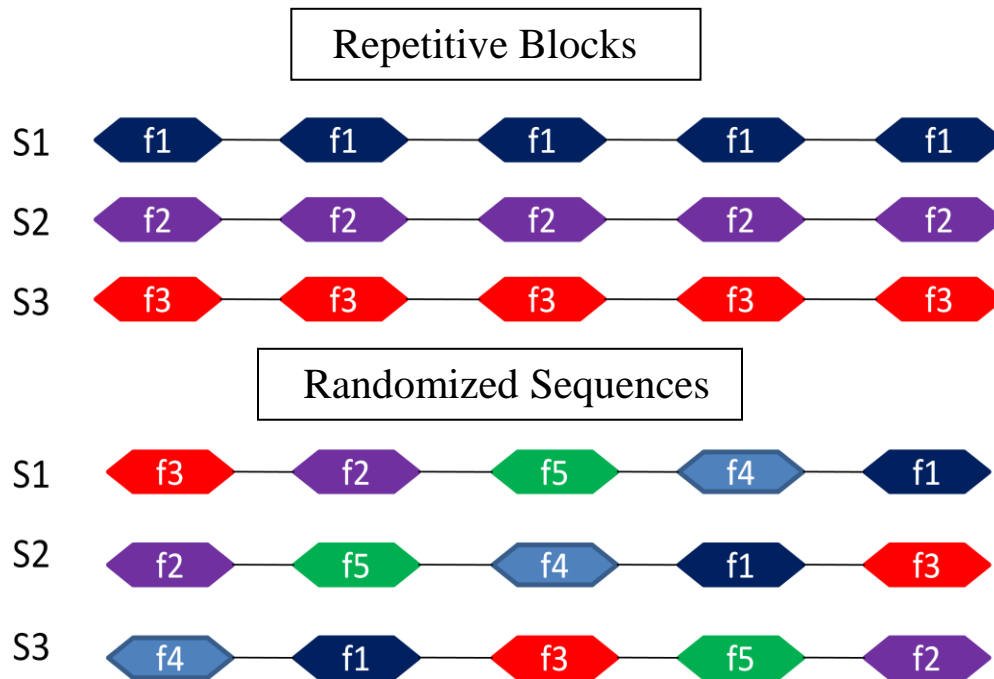 Repetitive Blocks
S1 f1 f1 f1 f1 f1
S2 f2 f2 f2 f2 f2
S3 f3 f3 f3 f3 f3
Randomized Sequences
S1 f3 f2 f5 f4 f1
S2 f2 f5 f4 f1 f3
S3 f4 f1 f3 f5 f2